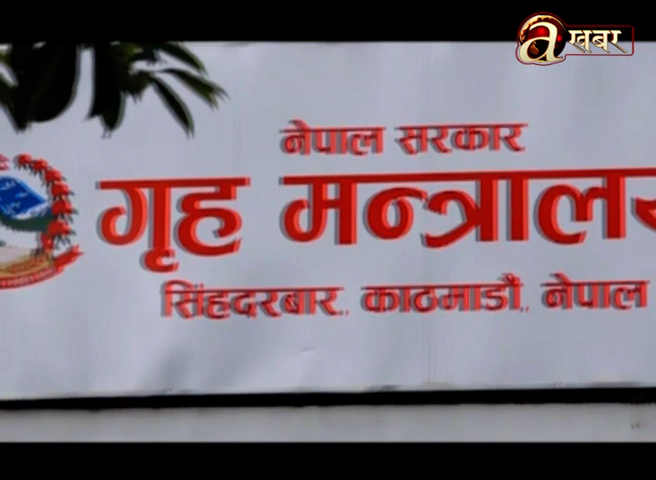 a खबर
नेपाल सरकार
गृह मन्त्रालय
सिंहदरबार,, काठमाडौं,, नेपाल